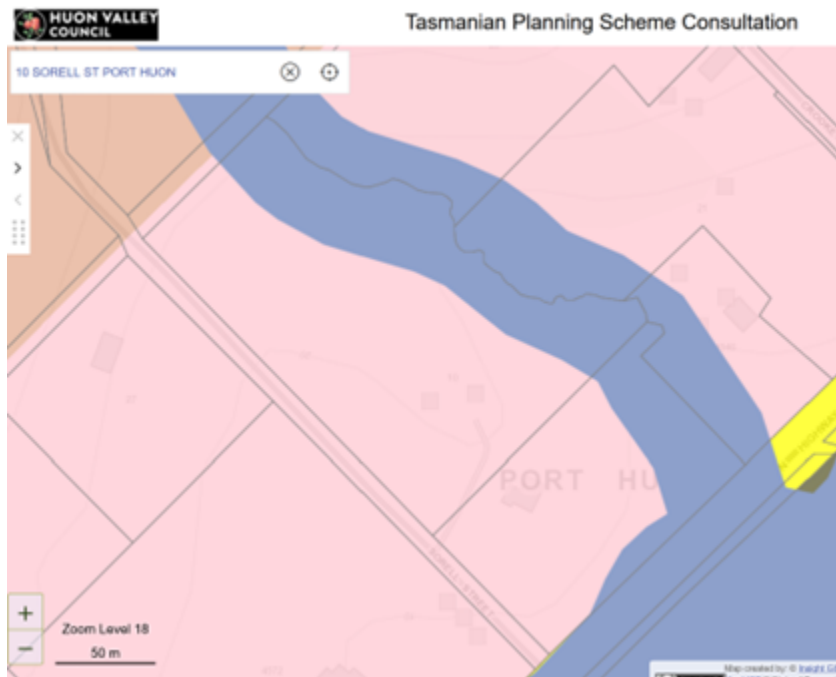 HUON VALLEY
COUNCIL
Tasmanian Planning Scheme Consultation
10 SORELL ST PORT HUON
PORT HU
SORELL STREET
Zoom Level 18
50 m
Map created by: ©